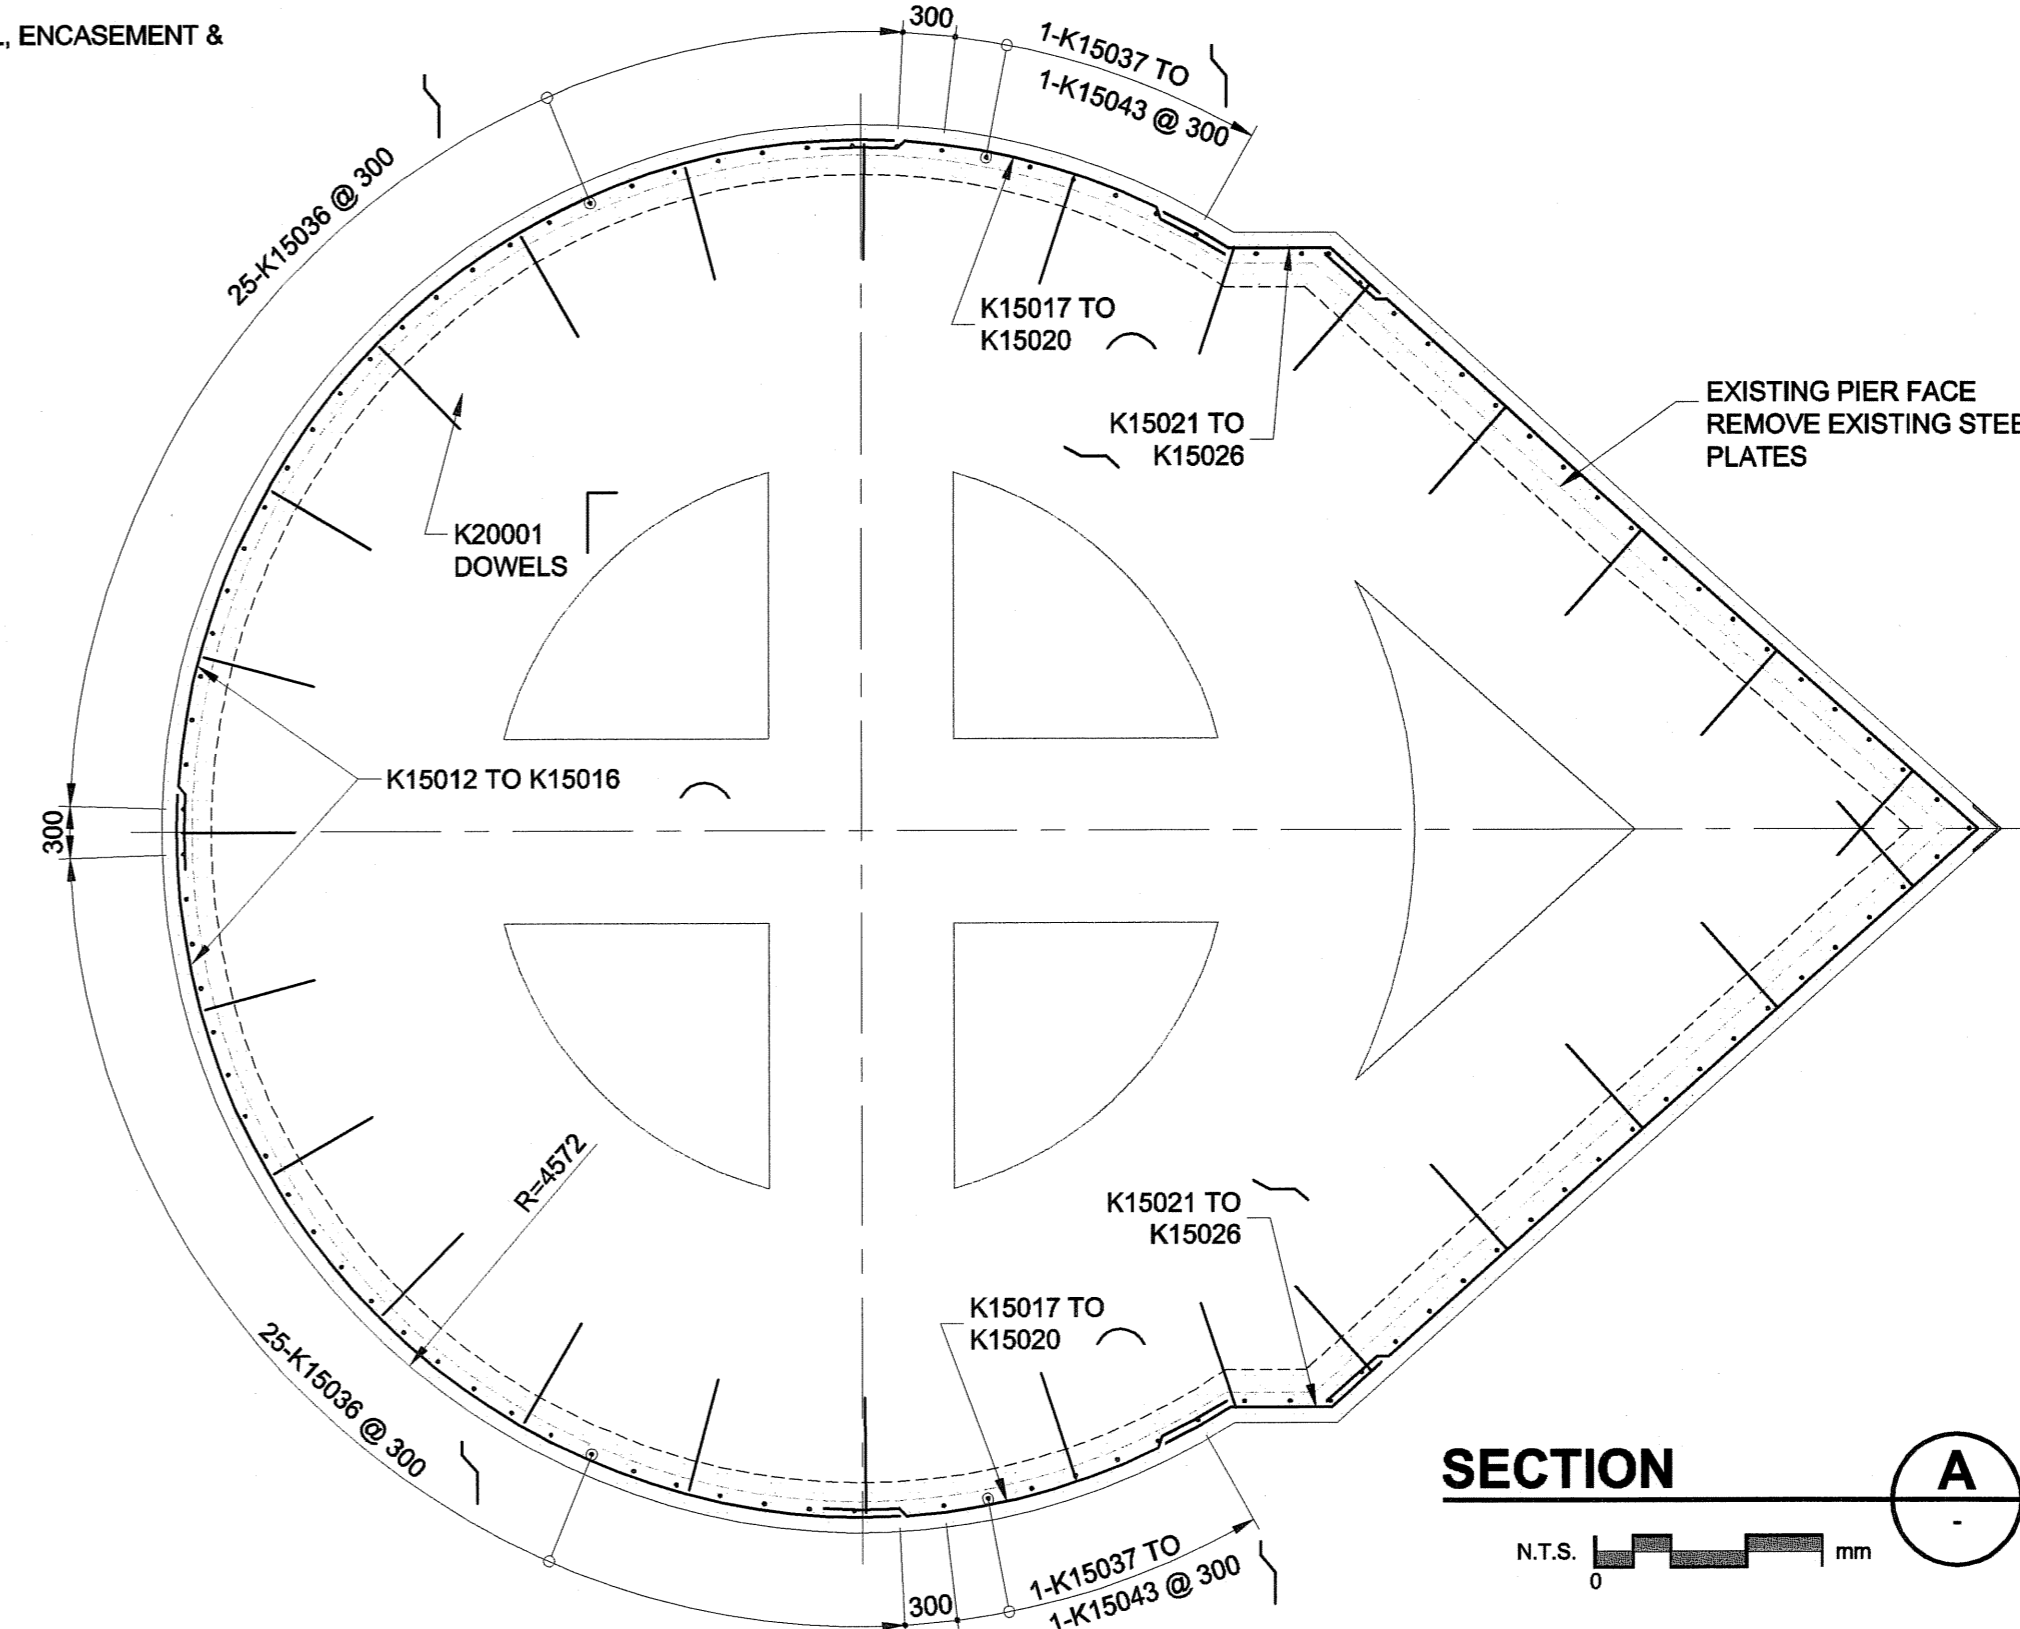 ., ENCASEMENT &
300
1-K15037 TO
1-K15043 @ 300
25-K15036 @ 300
K15017 TO
K15020
K15021 TO
K15026
EXISTING PIER FACE
REMOVE EXISTING STEE
PLATES
K20001
DOWELS
K15012 TO K15016
300
R=4572
K15021 TO
K15026
K15017 TO
K15020
25-K15036 @ 300
SECTION
A
-
N.T.S.
mm
0
1-K15037 TO
1-K15043 @ 300
300